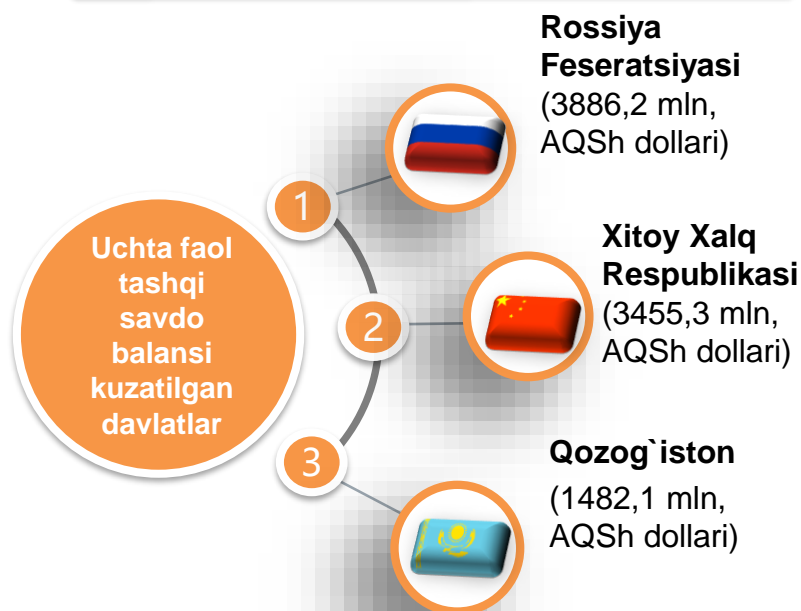 Uchta faol
tashqi
savdo
balansi
kuzatilgan
davlatlar
1
Rossiya
Feseratsiyasi
(3886,2 mln,
AQSh dollari)
2
Xitoy Xalq
Respublikasi
(3455,3 mln,
AQSh dollari)
3
Qozog`iston
(1482,1 mln,
AQSh dollari)